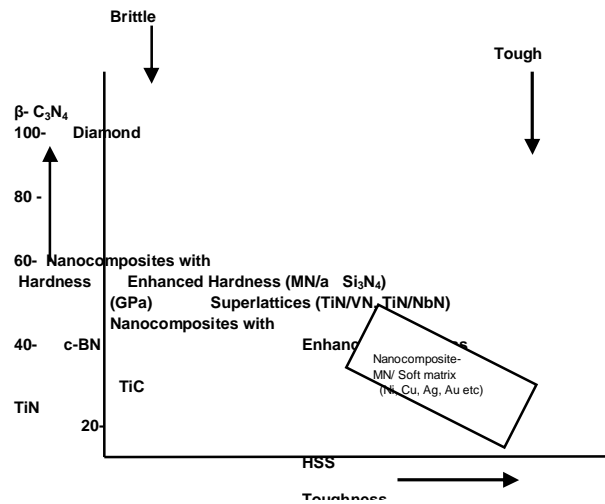 Brittle
Tough
β- C₃N₄
100- Diamond
80 -
60- Nanocomposites with
Hardness Enhanced Hardness (MN/a Si₃N₄)
(GPa) Superlattices (TiN/VN, TiN/NbN)
Nanocomposites with
40- c-BN
Nanocomposite-
MN/ Soft matrix
(Ni, Cu, Ag, Au etc)
TiC
TiN
20-
HSS
Toughness